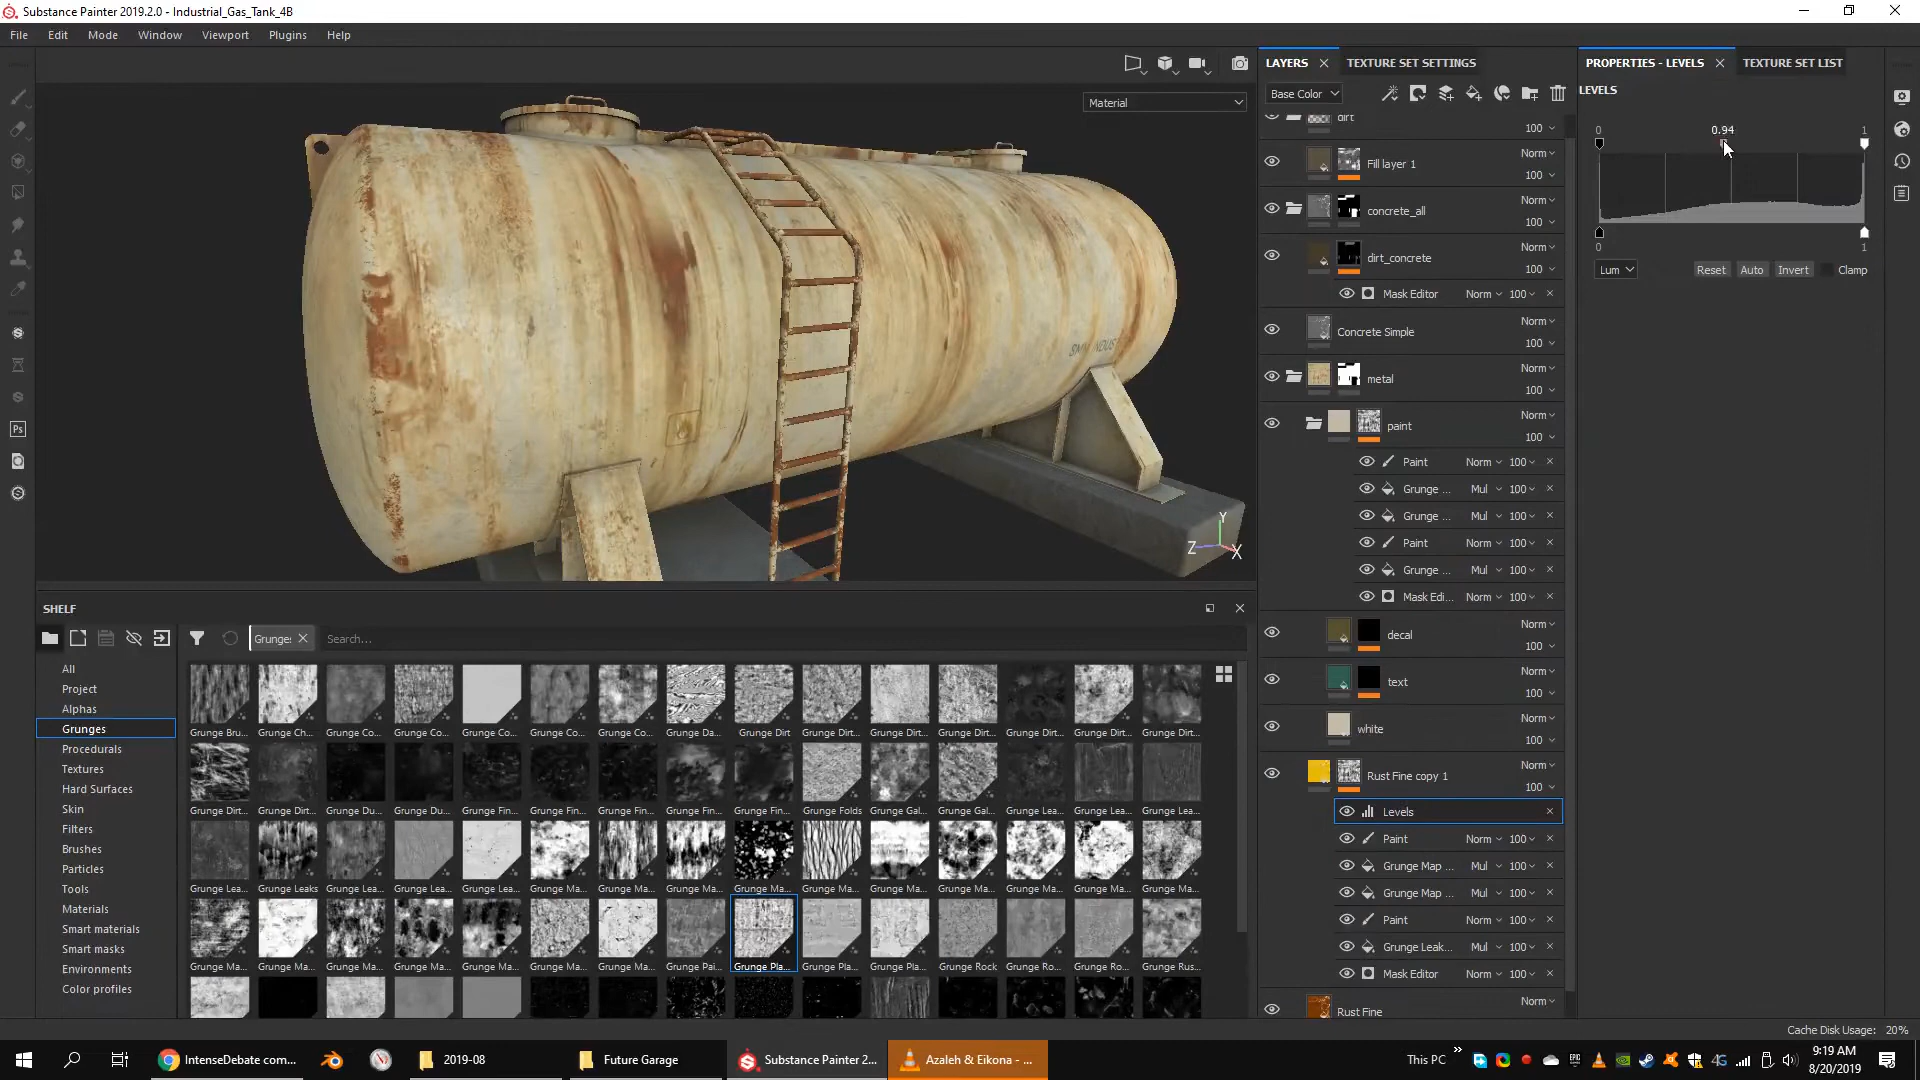 Substance Painter 2019.2.0 - Industrial_Gas_Tank_4B
File Edit Mode Window Viewport Plugins Help
Material
SHELF
Grunges Search...
All
Project
Alphas
Grunges
Procedurals
Textures
Hard Surfaces
Skin
Filters
Brushes
Particles
Tools
Materials
Smart materials
Smart masks
Environments
Color profiles
Grunge Bru... Grunge Ch... Grunge Co... Grunge Co... Grunge Co... Grunge Co... Grunge Co... Grunge Da... Grunge Dirt Grunge Dirt... Grunge Dirt... Grunge Dirt... Grunge Dirt... Grunge Dirt... Grunge Dirt...
Grunge Dirt... Grunge Dirt... Grunge Du... Grunge Du... Grunge Fin... Grunge Fin... Grunge Fin... Grunge Fin... Grunge Fin... Grunge Folds Grunge Gal... Grunge Gal... Grunge Lea... Grunge Lea... Grunge Lea...
Grunge Lea... Grunge Leaks Grunge Lea... Grunge Lea... Grunge Lea... Grunge Ma... Grunge Ma... Grunge Ma... Grunge Ma... Grunge Ma... Grunge Ma... Grunge Ma... Grunge Ma... Grunge Ma... Grunge Ma...
Grunge Ma... Grunge Ma... Grunge Ma... Grunge Ma... Grunge Ma... Grunge Ma... Grunge Ma... Grunge Pai... Grunge Pla... Grunge Pla... Grunge Pla... Grunge Rock Grunge Ro... Grunge Ro... Grunge Rus...
LAYERS TEXTURE SET SETTINGS
Base Color
dirt 100
Fill layer 1 Norm 100
concrete_all Norm 100
dirt_concrete Norm 100
Mask Editor Norm 100
Concrete Simple Norm 100
metal Norm 100
paint Norm 100
Paint Norm 100
Grunge ... Mul 100
Grunge ... Mul 100
Paint Norm 100
Grunge ... Mul 100
Mask Edi... Norm 100
decal Norm 100
text Norm 100
white Norm 100
Rust Fine copy 1 Norm 100
Levels
Paint Norm 100
Grunge Map ... Mul 100
Grunge Map ... Mul 100
Paint Norm 100
Grunge Leak... Mul 100
Mask Editor Norm 100
Rust Fine Norm
PROPERTIES - LEVELS TEXTURE SET LIST
LEVELS
0 0.94 1
0 1
Lum Reset Auto Invert Clamp
Y
Z X
Ps
Cache Disk Usage: 20%
IntenseDebate com... 2019-08 Future Garage Substance Painter 2... Azaleh & Eikona - ...
This PC » 4G 9:19 AM
8/20/2019